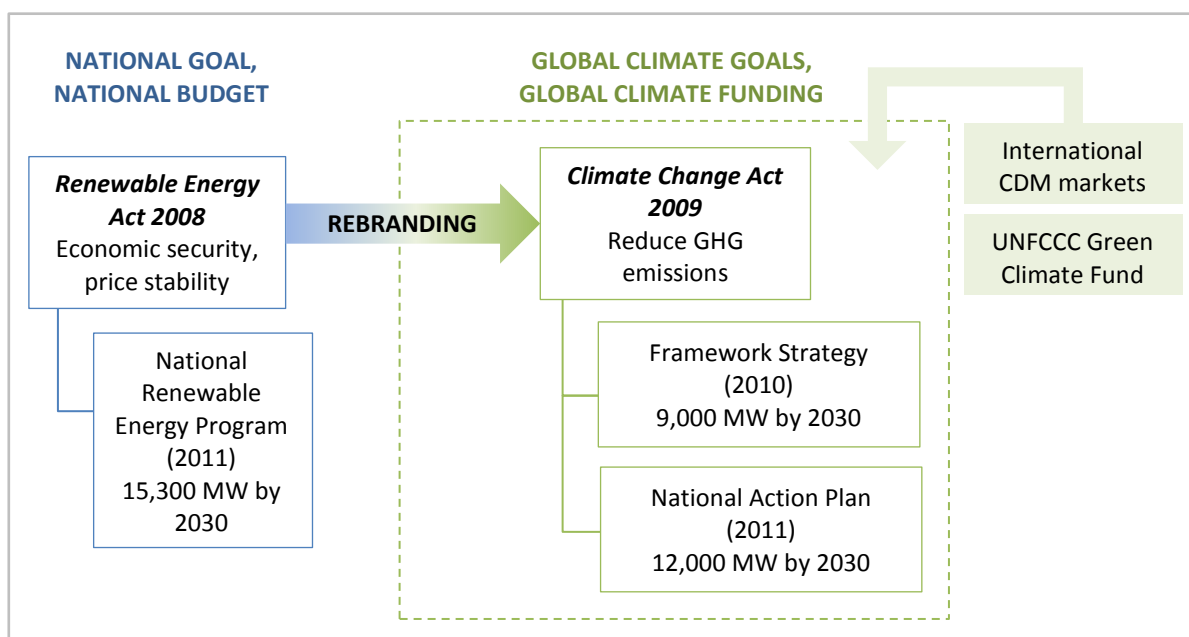 NATIONAL GOAL,
NATIONAL BUDGET
GLOBAL CLIMATE GOALS,
GLOBAL CLIMATE FUNDING
Renewable Energy
Act 2008
Economic security,
price stability
REBRANDING
Climate Change Act
2009
Reduce GHG
emissions
International
CDM markets
UNFCCC Green
Climate Fund
National
Renewable
Energy Program
(2011)
15,300 MW by
2030
Framework Strategy
(2010)
9,000 MW by 2030
National Action Plan
(2011)
12,000 MW by 2030